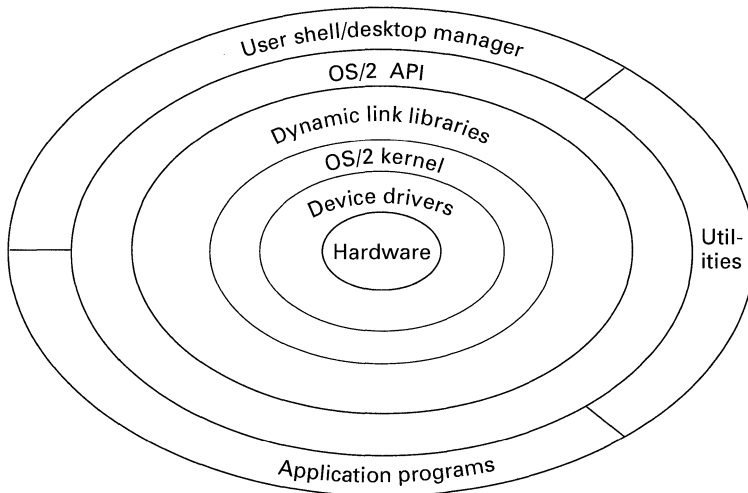 User shell/desktop manager
OS/2 API
Dynamic link libraries
OS/2 kernel
Device drivers
Hardware
Util-
ities
Application programs